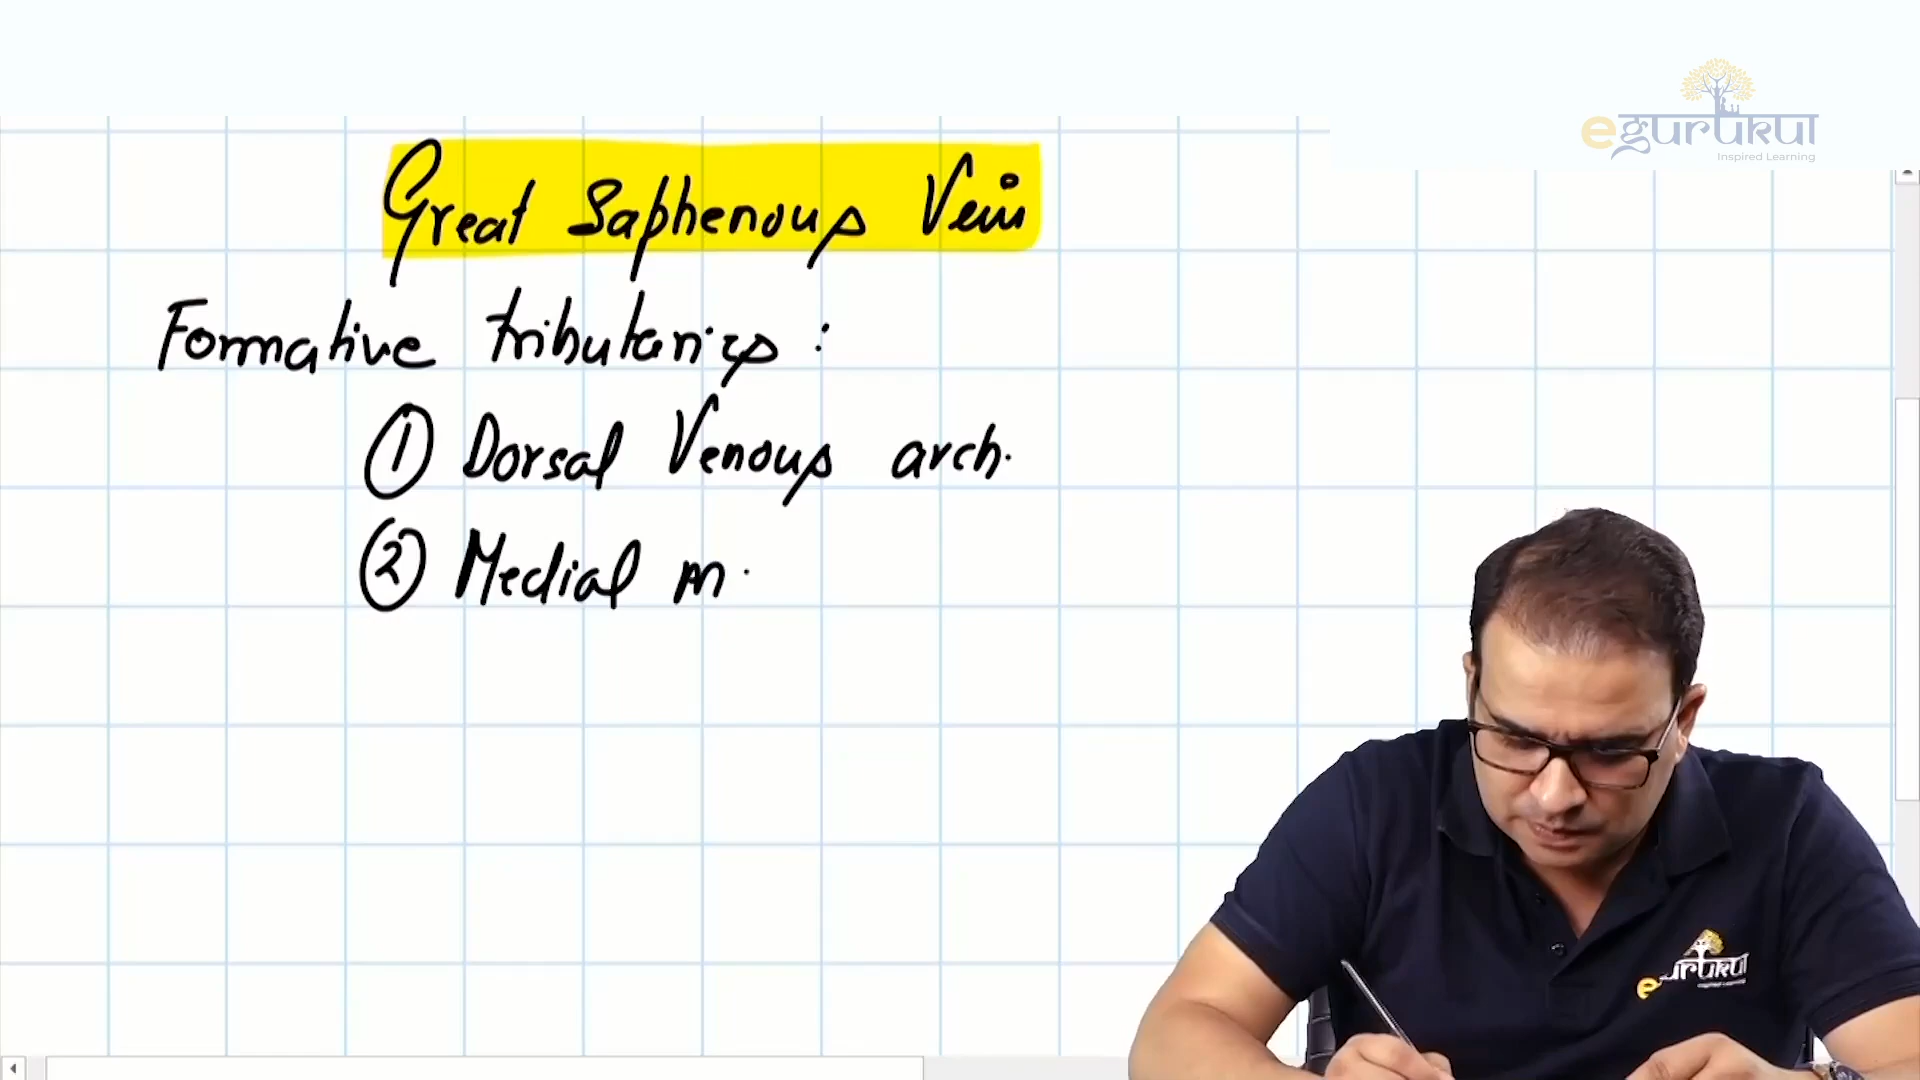 egurukul
Inspired Learning
Great Saphenous Vein
Formative tributaries :
① Dorsal Venous arch.
② Medial m.
egurukul